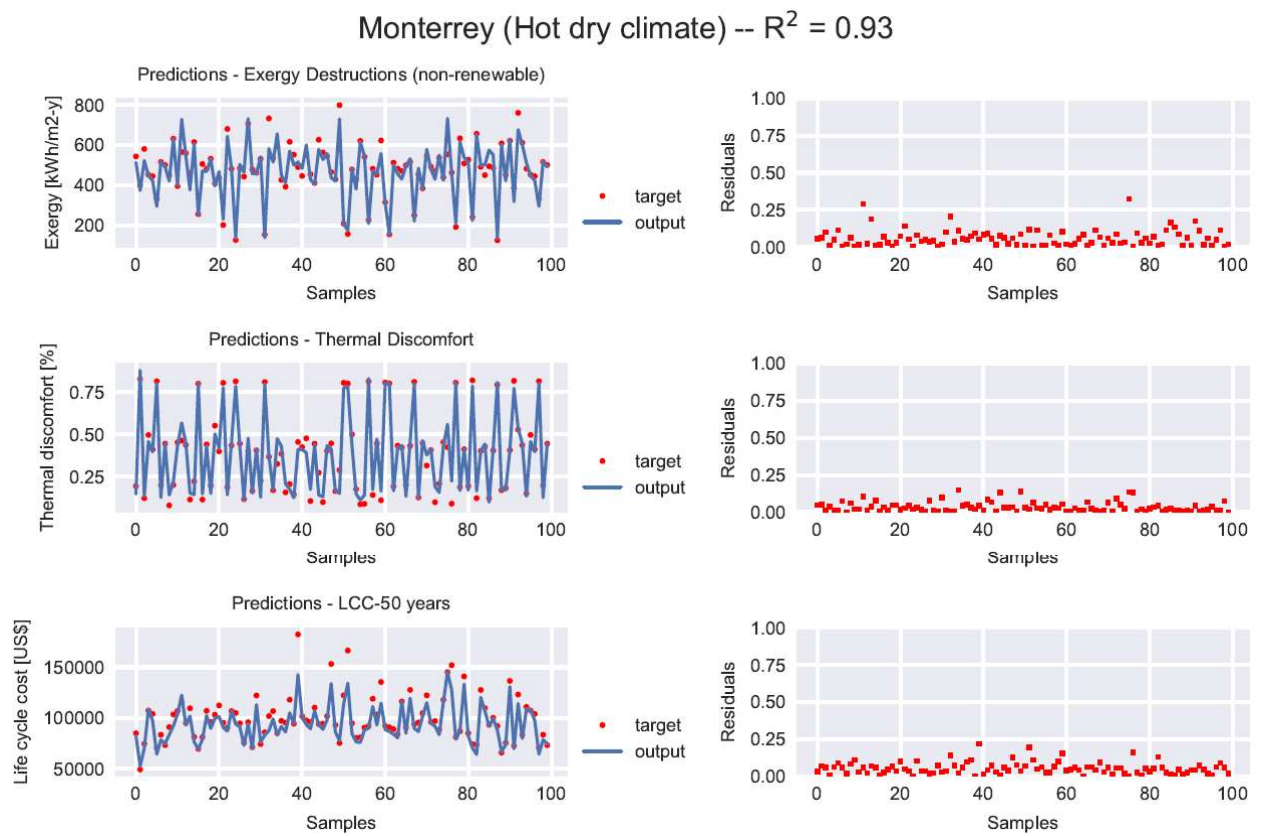 Monterrey (Hot dry climate) -- R² = 0.93
Predictions - Exergy Destructions (non-renewable)
Exergy [kWh/m2-y]
800
600
400
200
0 20 40 60 80 100
Samples
target
output
Residuals
1.00
0.75
0.50
0.25
0.00
0 20 40 60 80 100
Samples
Predictions - Thermal Discomfort
Thermal discomfort [%]
0.75
0.50
0.25
0 20 40 60 80 100
Samples
target
output
Residuals
1.00
0.75
0.50
0.25
0.00
0 20 40 60 80 100
Samples
Predictions - LCC-50 years
Life cycle cost [US$]
150000
100000
50000
0 20 40 60 80 100
Samples
target
output
Residuals
1.00
0.75
0.50
0.25
0.00
0 20 40 60 80 100
Samples